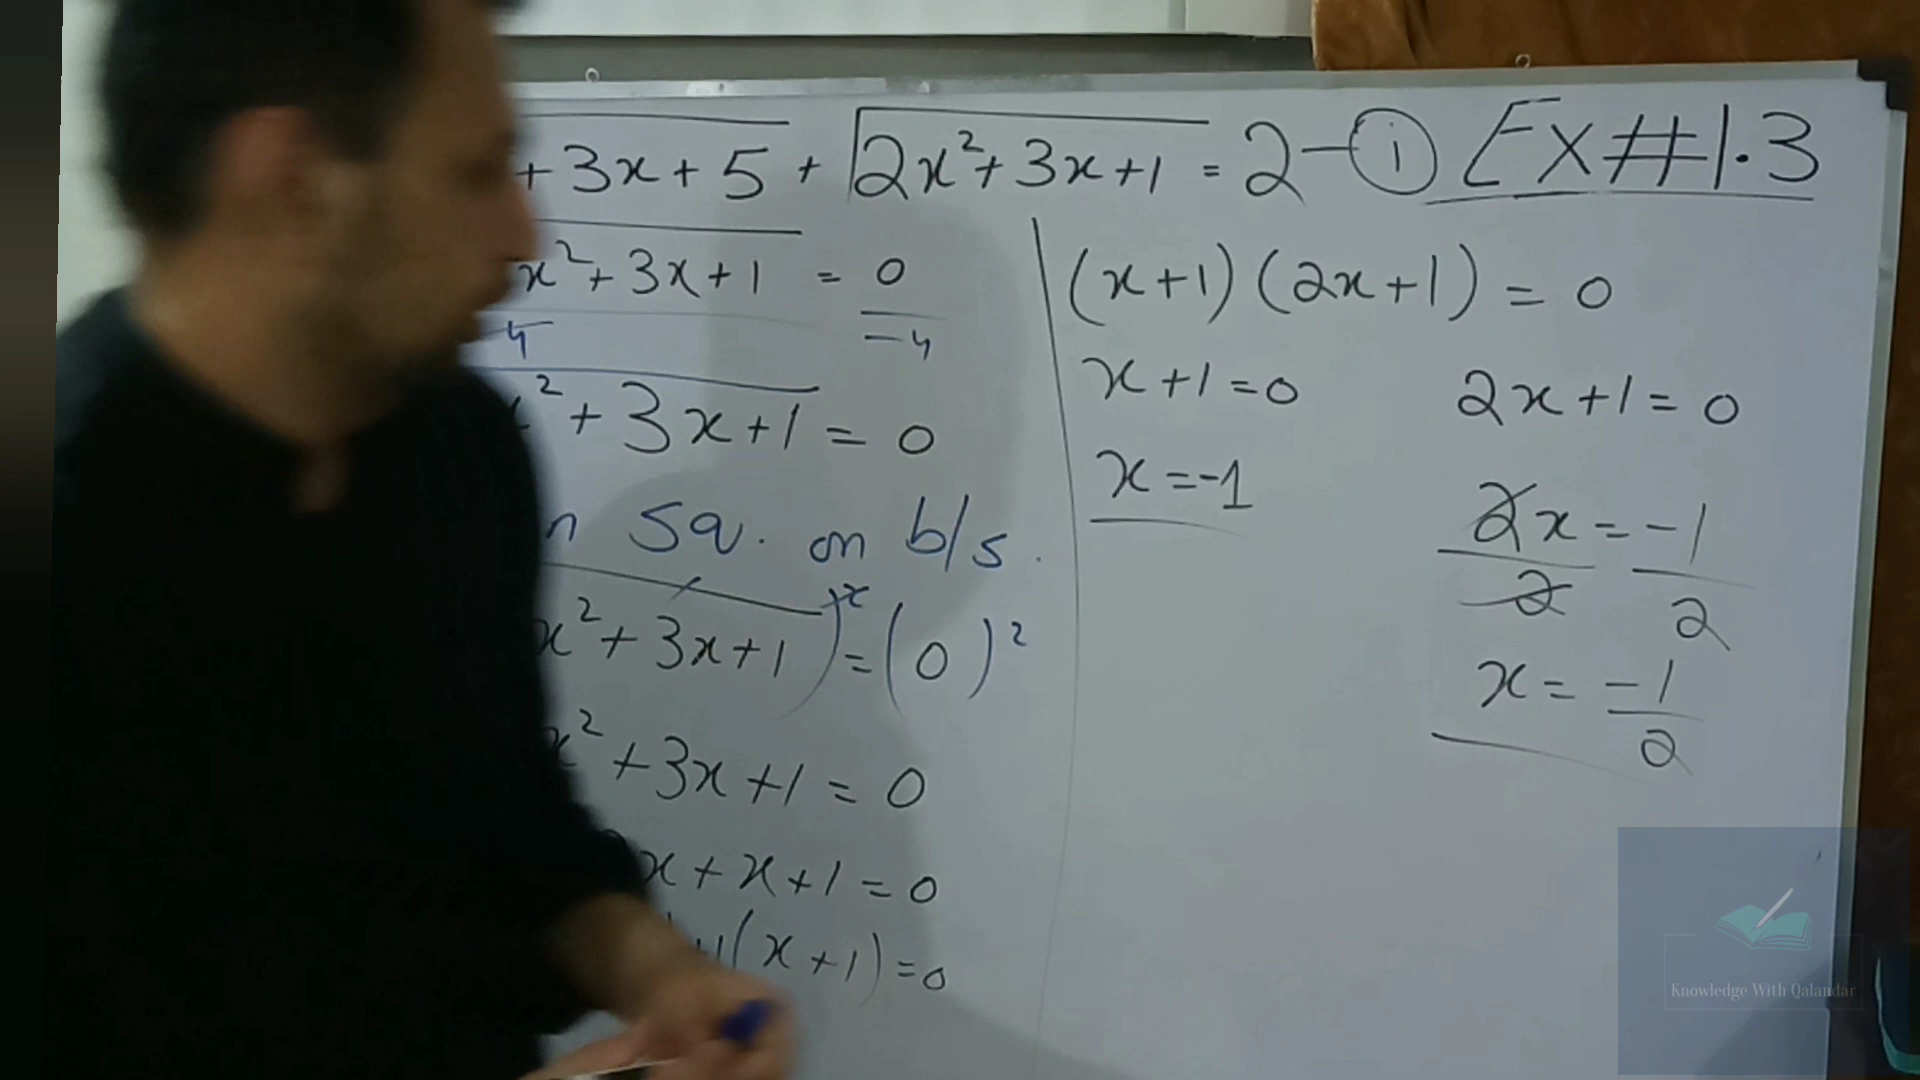 + 3x + 5 + √2x² + 3x + 1 = 2 - (i) EX#1.3
x² + 3x + 1 = 0
4 -4
x² + 3x + 1 = 0
n Sq. on b/s.
x² + 3x + 1)² = (0)²
x² + 3x + 1 = 0
x + x + 1 = 0
1(x + 1) = 0
(x+1) (2x+1) = 0
x + 1 = 0 2x + 1 = 0
x = -1
2x = -1
2 2
x = -1
2
Knowledge With Qalandar